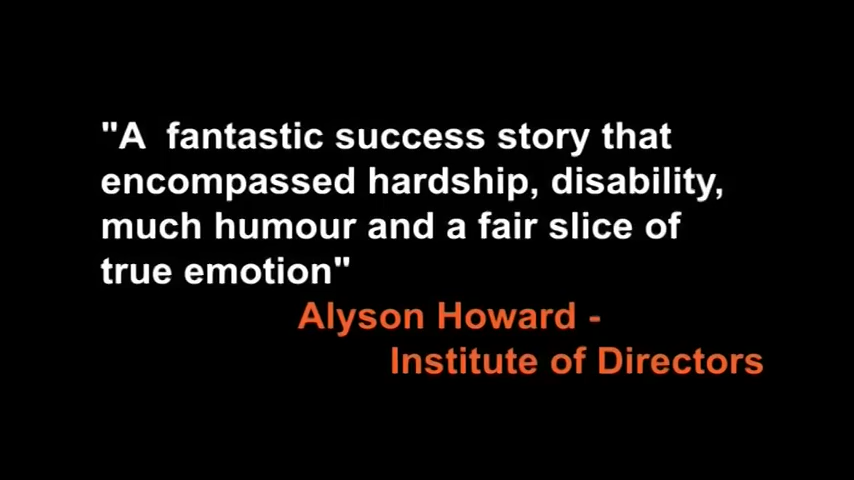 "A  fantastic success story that
encompassed hardship, disability,
much humour and a fair slice of
true emotion"
Alyson Howard -
Institute of Directors